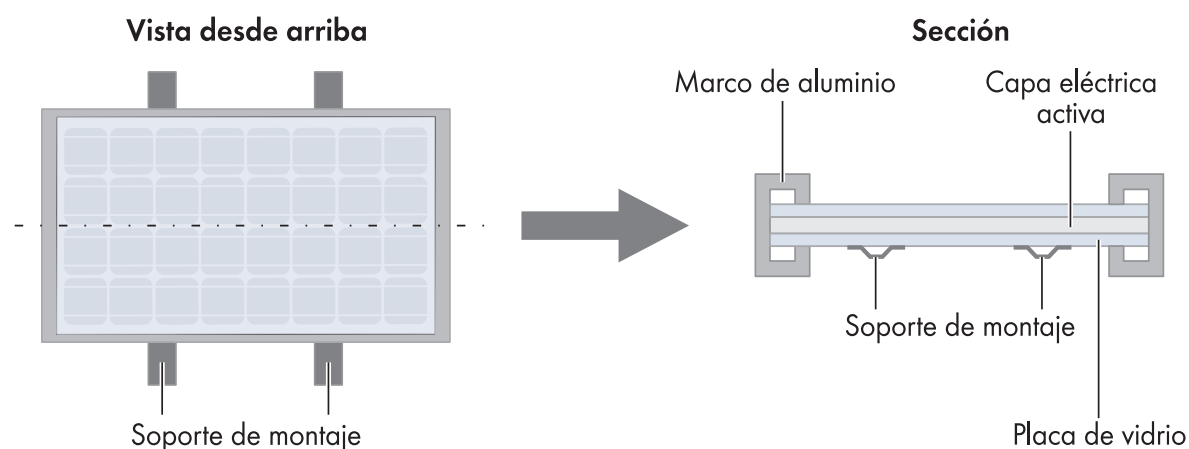 Vista desde arriba
Sección
Marco de aluminio
Capa eléctrica
activa
Soporte de montaje
Soporte de montaje
Placa de vidrio